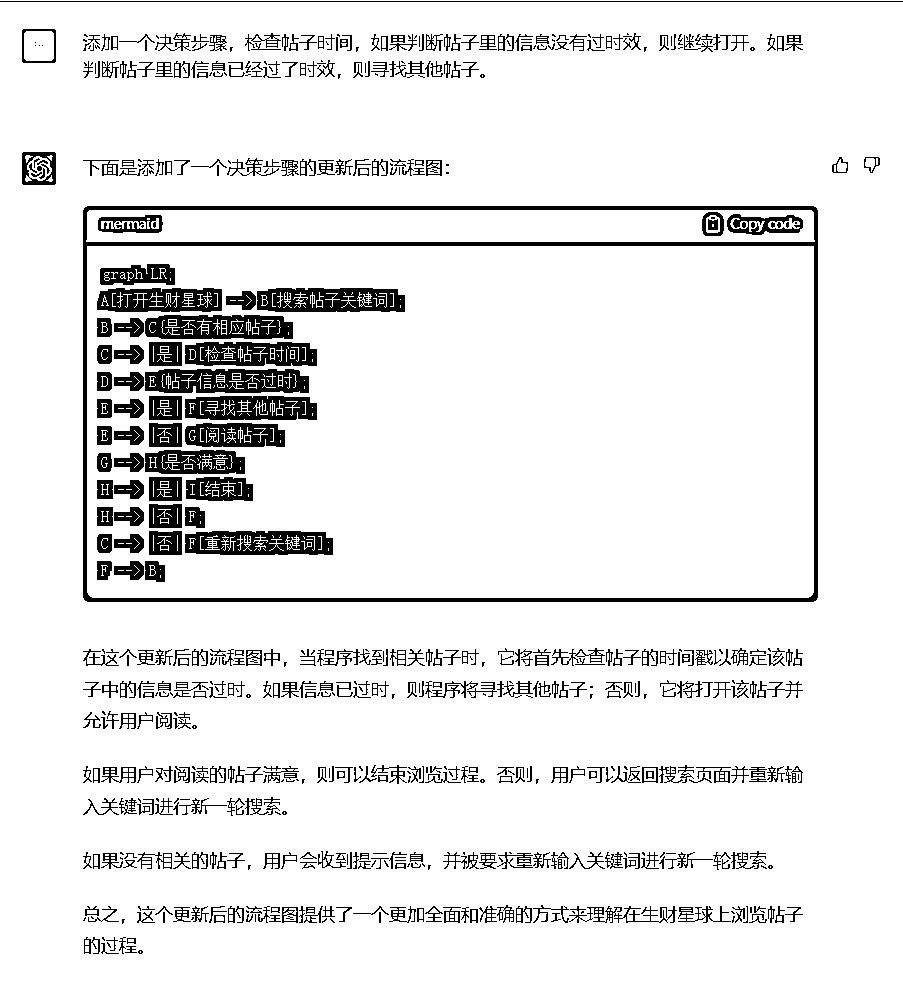 添加一个决策步骤，检查帖子时间，如果判断帖子里的信息没有过时效，则继续打开。如果
判断帖子里的信息已经过了时效，则寻找其他帖子。
下面是添加了一个决策步骤的更新后的流程图：
mermaid
Copy code
graph LR;
A[打开生财星球] --> B[搜索帖子关键词];
B --> C{是否有相应帖子};
C --> |是| D[检查帖子时间];
D --> E{帖子信息是否过时};
E --> |是| F[寻找其他帖子];
E --> |否| G[阅读帖子];
G --> H{是否满意};
H --> |是| I[结束];
H --> |否| F;
C --> |否| F[重新搜索关键词];
F --> B;
在这个更新后的流程图中，当程序找到相关帖子时，它将首先检查帖子的时间戳以确定该帖
子中的信息是否过时。如果信息已过时，则程序将寻找其他帖子；否则，它将打开该帖子并
允许用户阅读。
如果用户对阅读的帖子满意，则可以结束浏览过程。否则，用户可以返回搜索页面并重新输
入关键词进行新一轮搜索。
如果没有相关的帖子，用户会收到提示信息，并被要求重新输入关键词进行新一轮搜索。
总之，这个更新后的流程图提供了一个更加全面和准确的方式来理解在生财星球上浏览帖子
的过程。